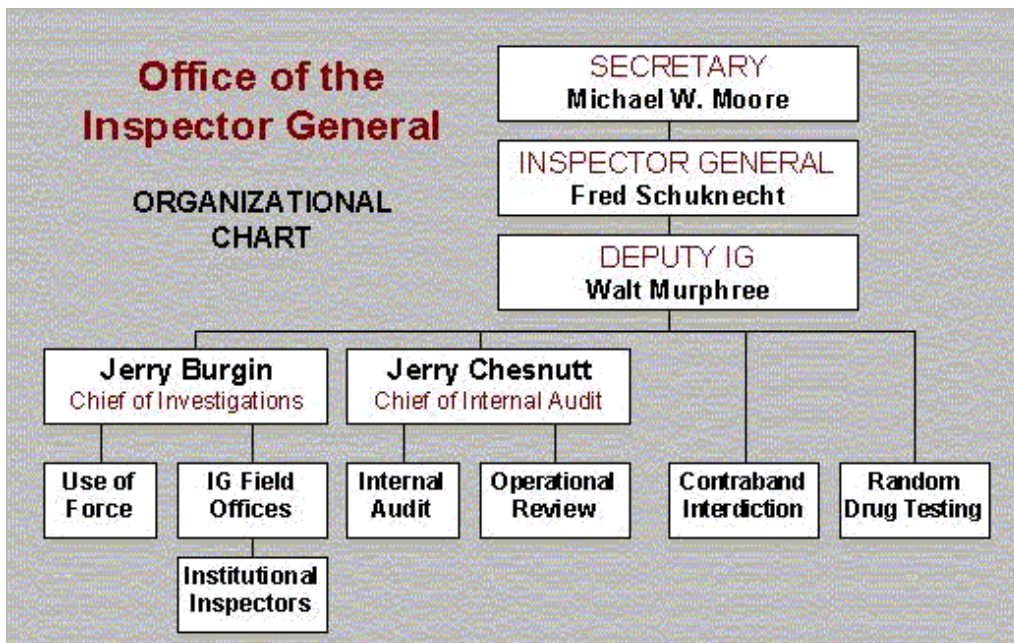 Office of the
Inspector General
ORGANIZATIONAL
CHART
SECRETARY
Michael W. Moore
INSPECTOR GENERAL
Fred Schuknecht
DEPUTY IG
Walt Murphree
Jerry Burgin
Chief of Investigations
Jerry Chesnutt
Chief of Internal Audit
Use of
Force
IG Field
Offices
Internal
Audit
Operational
Review
Contraband
Interdiction
Random
Drug Testing
Institutional
Inspectors